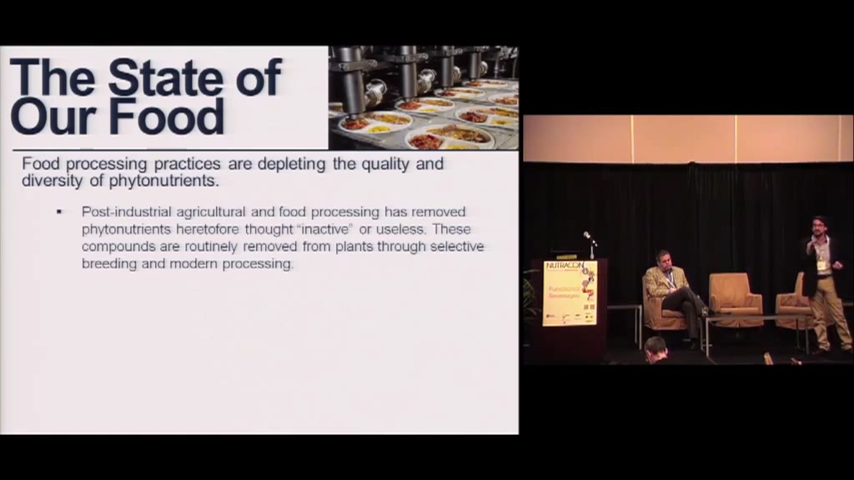 The State of
Our Food
Food processing practices are depleting the quality and
diversity of phytonutrients.
Post-industrial agricultural and food processing has removed
phytonutrients heretofore thought “inactive” or useless. These
compounds are routinely removed from plants through selective
breeding and modern processing.
NUTRACON
Functional
Beverages